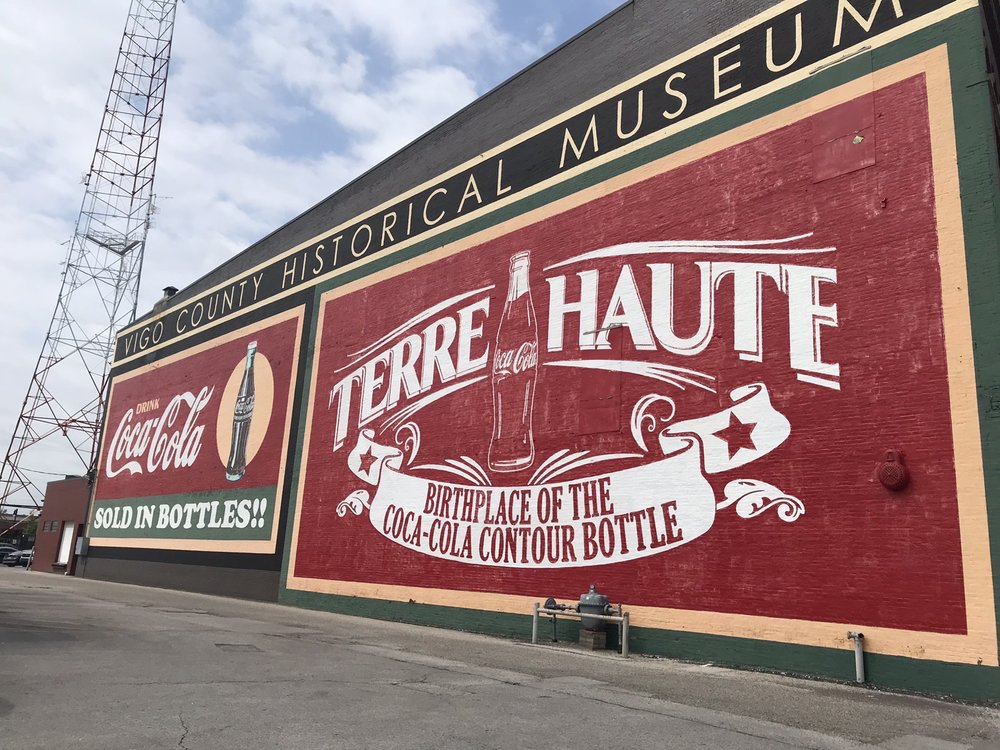 VIGO COUNTY HISTORICAL MUSEUM
DRINK
Coca-Cola
SOLD IN BOTTLES!!
TERRE HAUTE
Coca-Cola
BIRTHPLACE OF THE
COCA-COLA CONTOUR BOTTLE